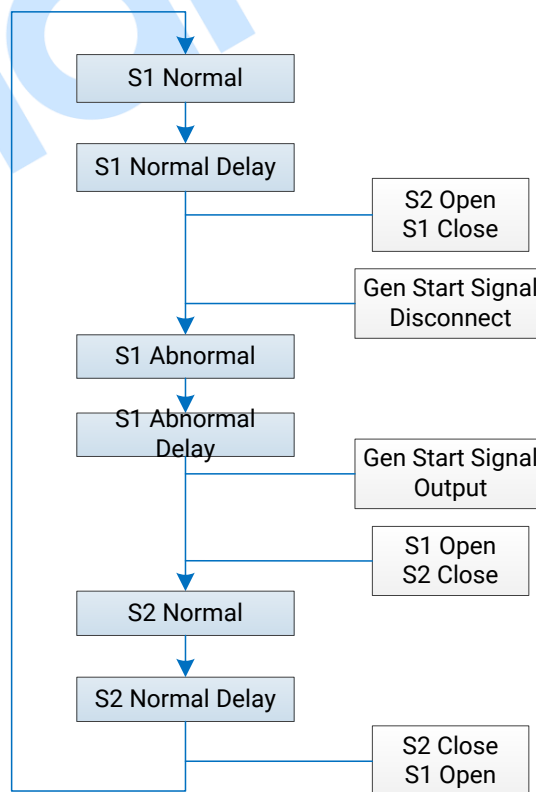 S1 Normal
S1 Normal Delay
S2 Open
S1 Close
Gen Start Signal
Disconnect
S1 Abnormal
S1 Abnormal
Delay
Gen Start Signal
Output
S1 Open
S2 Close
S2 Normal
S2 Normal Delay
S2 Close
S1 Open